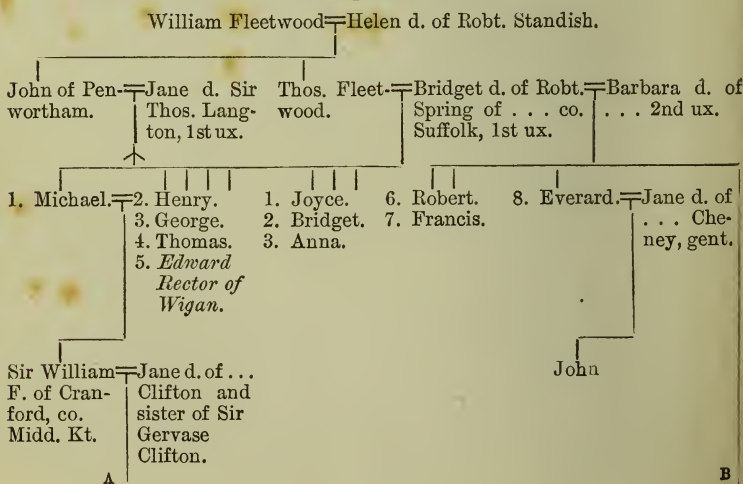 William Fleetwood Helen d. of Robt. Standish.
John of Pen-
wortham.
Jane d. Sir
Thos. Lang-
ton, 1st ux.
Thos. Fleet-
wood.
Bridget d. of Robt.
Spring of . . . co.
Suffolk, 1st ux.
Barbara d. of
. . . 2nd ux.
1. Michael.
2. Henry.
3. George.
4. Thomas.
5. Edward
Rector of
Wigan.
1. Joyce.
2. Bridget.
3. Anna.
6. Robert.
7. Francis.
8. Everard.
Jane d. of
. . . Che-
ney, gent.
Sir William
F. of Cran-
ford, co.
Midd. Kt.
Jane d. of ...
Clifton and
sister of Sir
Gervase
Clifton.
John
A
B